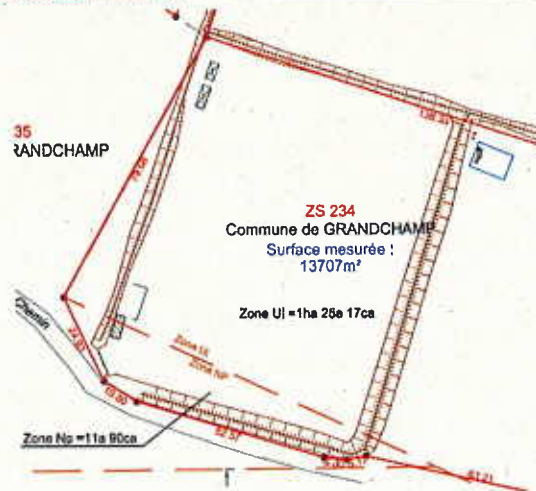 35
RANDCHAMP
ZS 234
Commune de GRANDCHAMP
Surface mesurée :
13707m²
Zone Ui =1ha 25a 17ca
Chemin
Zone Ui
Zone NP
Zone Np =11a 90ca